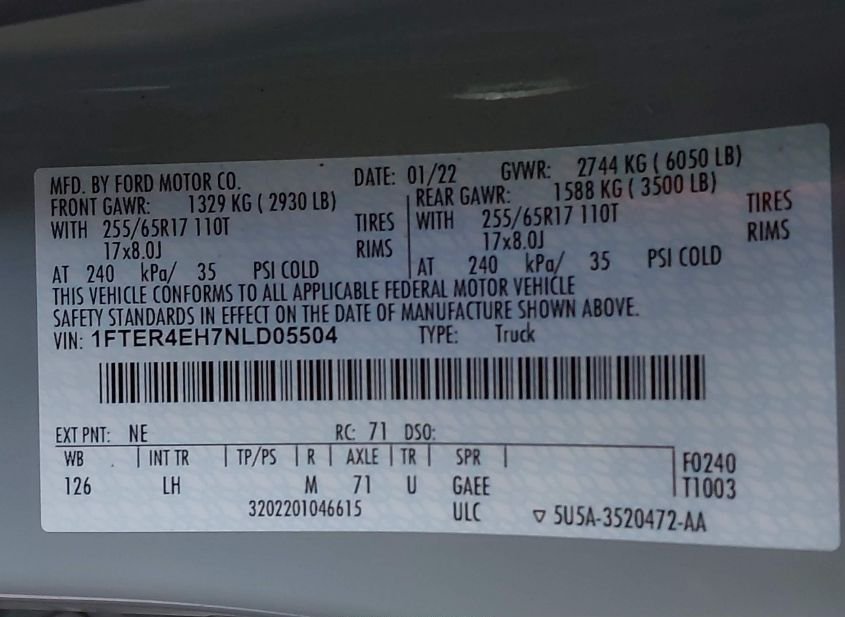 MFD. BY FORD MOTOR CO. DATE: 01/22 GVWR: 2744 KG ( 6050 LB)
FRONT GAWR: 1329 KG ( 2930 LB) REAR GAWR: 1588 KG ( 3500 LB)
WITH 255/65R17 110T TIRES WITH 255/65R17 110T TIRES
17x8.0J RIMS 17x8.0J RIMS
AT 240 kPa/ 35 PSI COLD AT 240 kPa/ 35 PSI COLD
THIS VEHICLE CONFORMS TO ALL APPLICABLE FEDERAL MOTOR VEHICLE
SAFETY STANDARDS IN EFFECT ON THE DATE OF MANUFACTURE SHOWN ABOVE.
VIN: 1FTER4EH7NLD05504 TYPE: Truck
EXT PNT: NE RC: 71 DSO:
WB | INT TR | TP/PS | R | AXLE | TR | SPR | F0240
126 LH M 71 U GAEE T1003
3202201046615 ULC ▽ 5U5A-3520472-AA